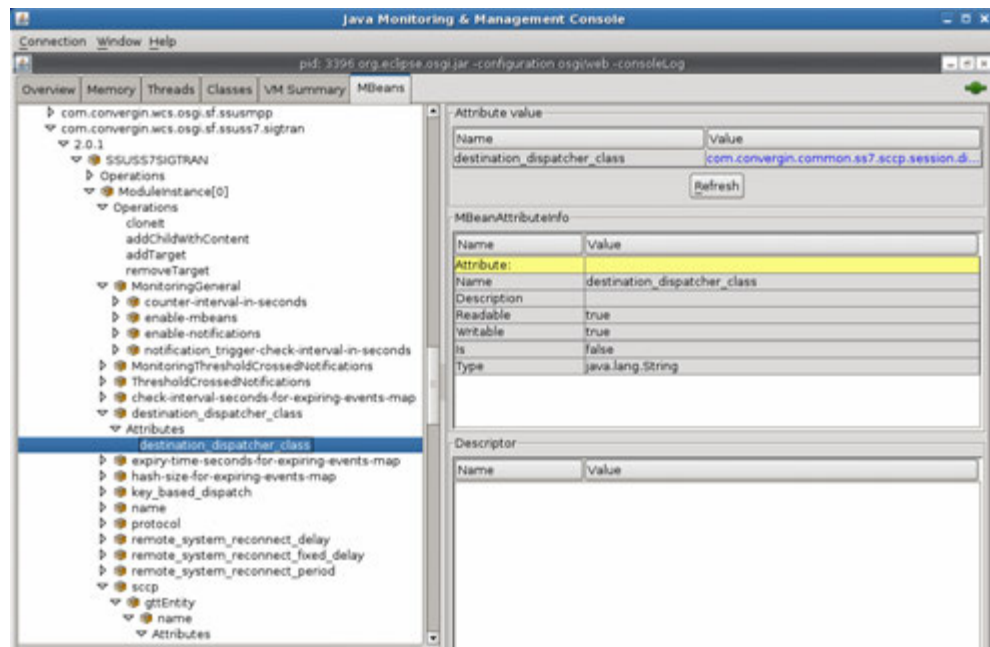 Java Monitoring & Management Console
Connection Window Help
pid: 3396 org.eclipse.osgi.jar -configuration osgi/web -consoleLog
Overview Memory Threads Classes VM Summary MBeans
com.convergin.wcs.osgi.sf.ssusmpp
com.convergin.wcs.osgi.sf.ssuss7.sigtran
2.0.1
SSUSS7SIGTRAN
Operations
ModuleInstance[0]
Operations
cloneIt
addChildWithContent
addTarget
removeTarget
MonitoringGeneral
counter-interval-in-seconds
enable-mbeans
enable-notifications
notification_trigger-check-interval-in-seconds
MonitoringThresholdCrossedNotifications
ThresholdCrossedNotifications
check-interval-seconds-for-expiring-events-map
destination_dispatcher_class
Attributes
destination_dispatcher_class
expiry-time-seconds-for-expiring-events-map
hash-size-for-expiring-events-map
key_based_dispatch
name
protocol
remote_system_reconnect_delay
remote_system_reconnect_fixed_delay
remote_system_reconnect_period
sccp
gttEntity
name
Attributes
Attribute value
Name Value
destination_dispatcher_class com.convergin.common.ss7.sccp.session.di...
Refresh
MBeanAttributeInfo
Name Value
Attribute:
Name destination_dispatcher_class
Description
Readable true
Writable true
Is false
Type java.lang.String
Descriptor
Name Value